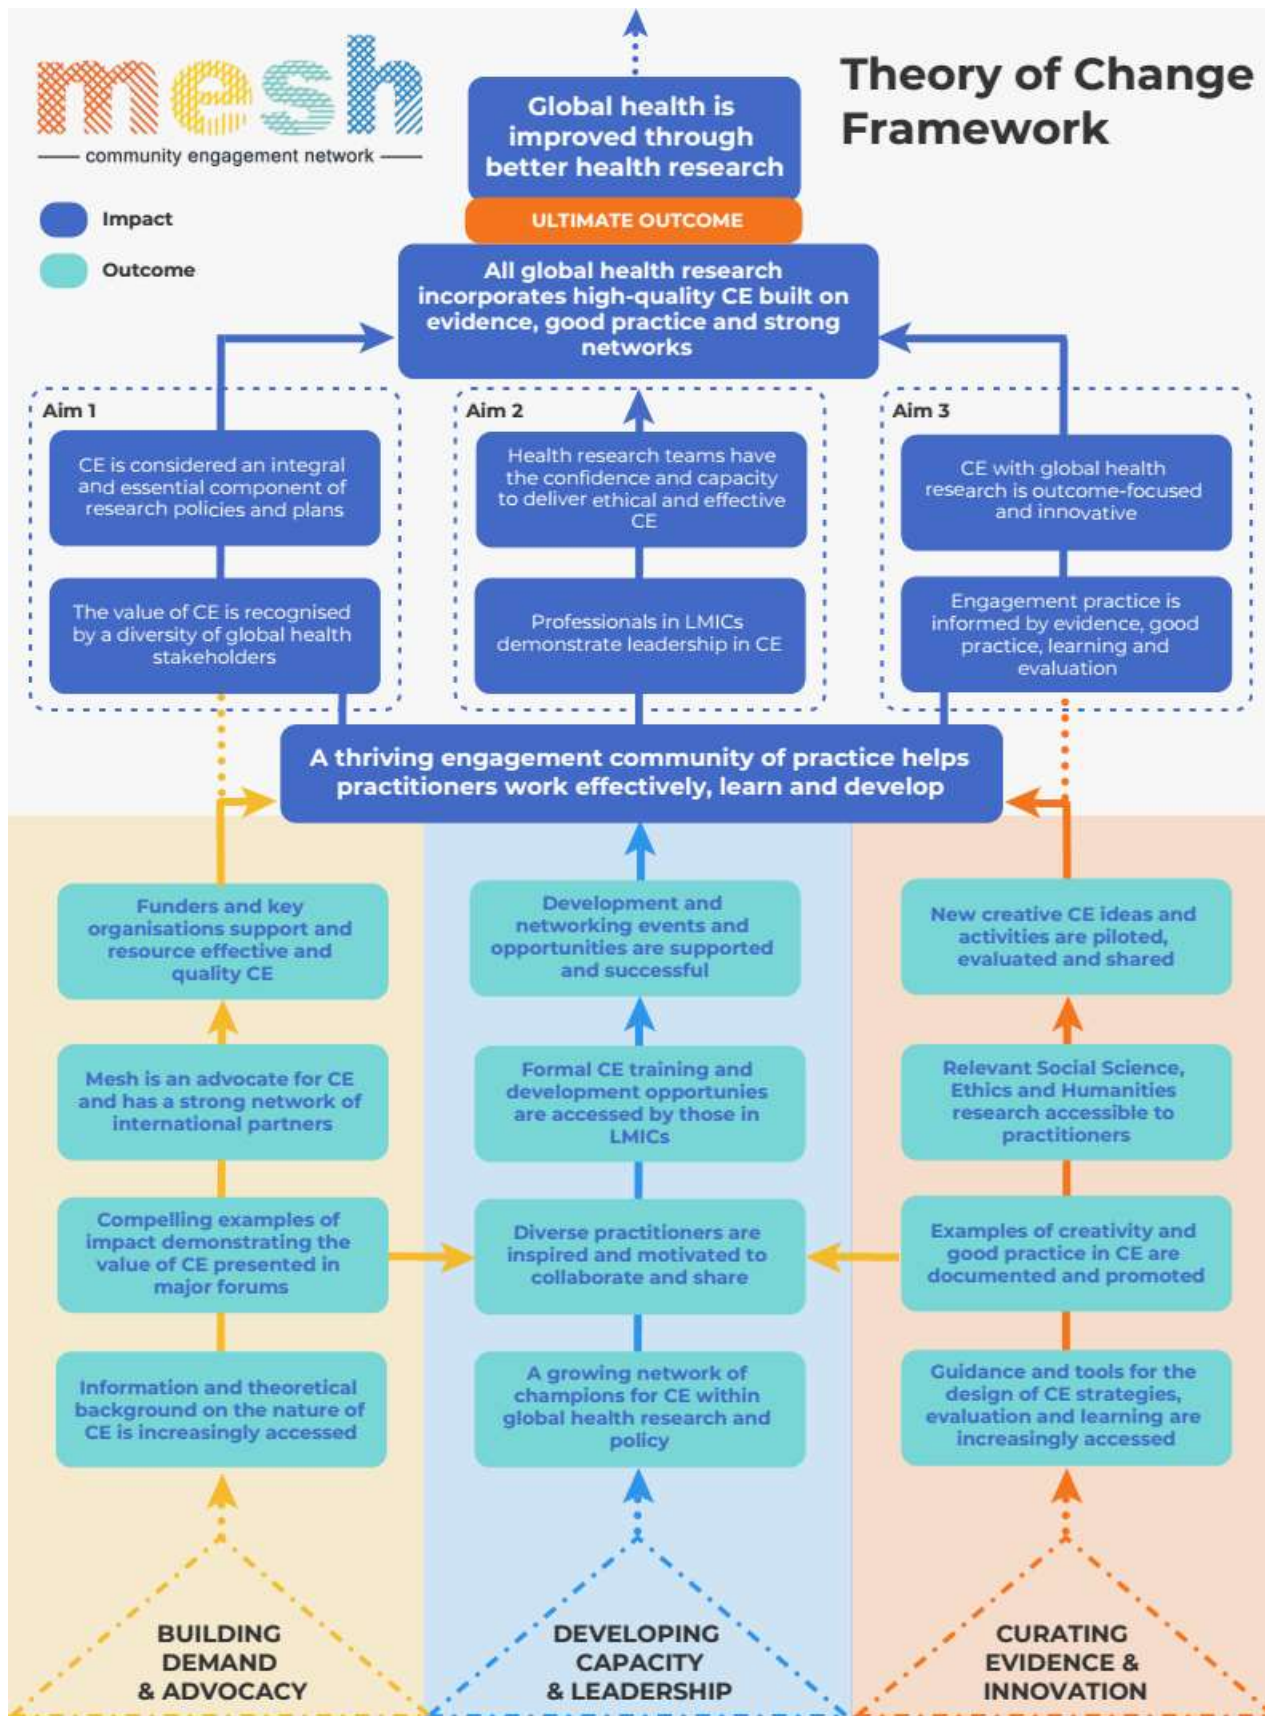 mesh
community engagement network
Theory of Change
Framework
Impact
Outcome
Global health is
improved through
better health research
ULTIMATE OUTCOME
All global health research
incorporates high-quality CE built on
evidence, good practice and strong
networks
Aim 1
CE is considered an integral
and essential component of
research policies and plans
The value of CE is recognised
by a diversity of global health
stakeholders
Aim 2
Health research teams have
the confidence and capacity
to deliver ethical and effective
CE
Professionals in LMICs
demonstrate leadership in CE
Aim 3
CE with global health
research is outcome-focused
and innovative
Engagement practice is
informed by evidence, good
practice, learning and
evaluation
A thriving engagement community of practice helps
practitioners work effectively, learn and develop
Funders and key
organisations support and
resource effective and
quality CE
Mesh is an advocate for CE
and has a strong network of
international partners
Compelling examples of
impact demonstrating the
value of CE presented in
major forums
Information and theoretical
background on the nature of
CE is increasingly accessed
BUILDING
DEMAND
& ADVOCACY
Development and
networking events and
opportunities are supported
and successful
Formal CE training and
development opportunies
are accessed by those in
LMICs
Diverse practitioners are
inspired and motivated to
collaborate and share
A growing network of
champions for CE within
global health research and
policy
DEVELOPING
CAPACITY
& LEADERSHIP
New creative CE ideas and
activities are piloted,
evaluated and shared
Relevant Social Science,
Ethics and Humanities
research accessible to
practitioners
Examples of creativity and
good practice in CE are
documented and promoted
Guidance and tools for the
design of CE strategies,
evaluation and learning are
increasingly accessed
CURATING
EVIDENCE &
INNOVATION